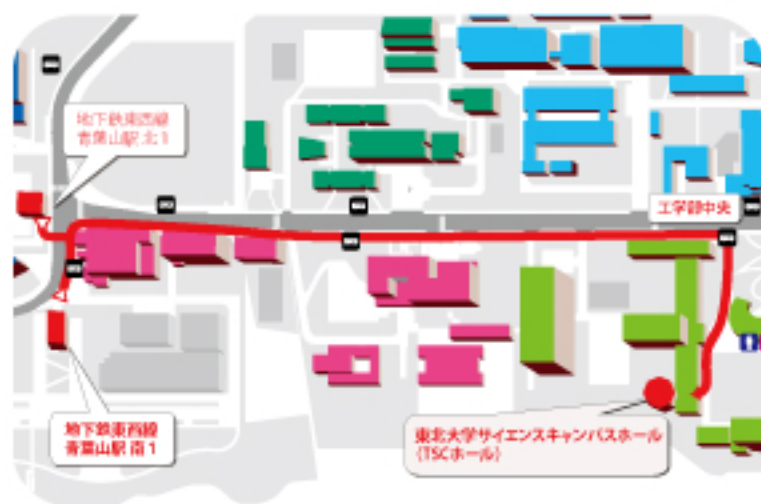 地下鉄東西線
青葉山駅 北1
工学部中央
地下鉄東西線
青葉山駅 南1
東北大学サイエンスキャンパスホール
(TSCホール)